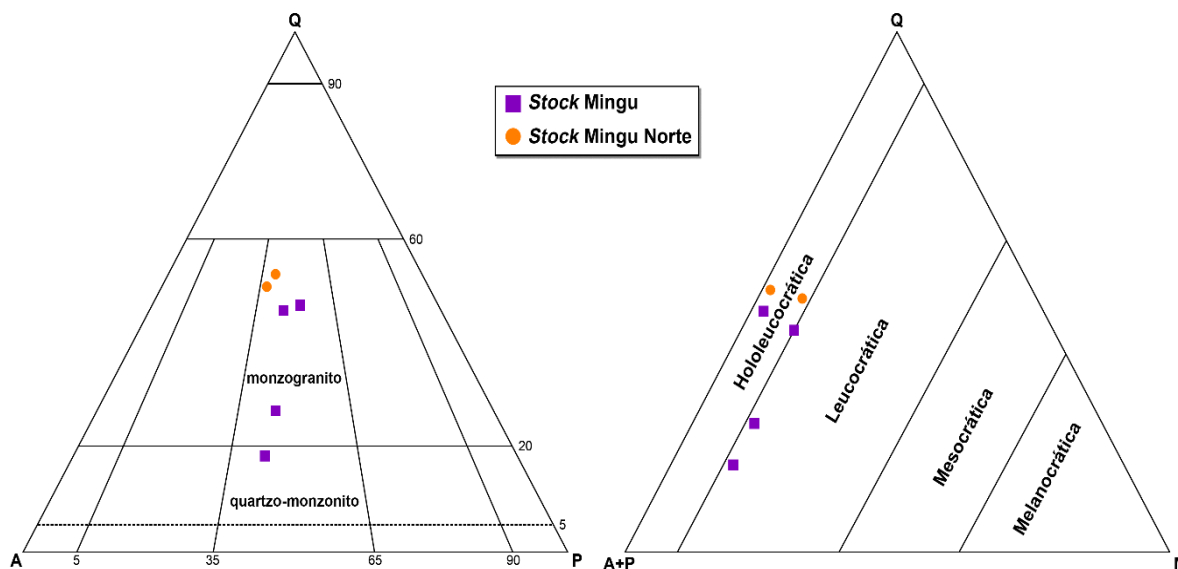 Q
90
60
monzogranito
20
quartzo-monzonito
5
A
5
35
65
90
P
Stock Mingu
Stock Mingu Norte
Q
Hololeucocrática
Leucocrática
Mesocrática
Melanocrática
A+P